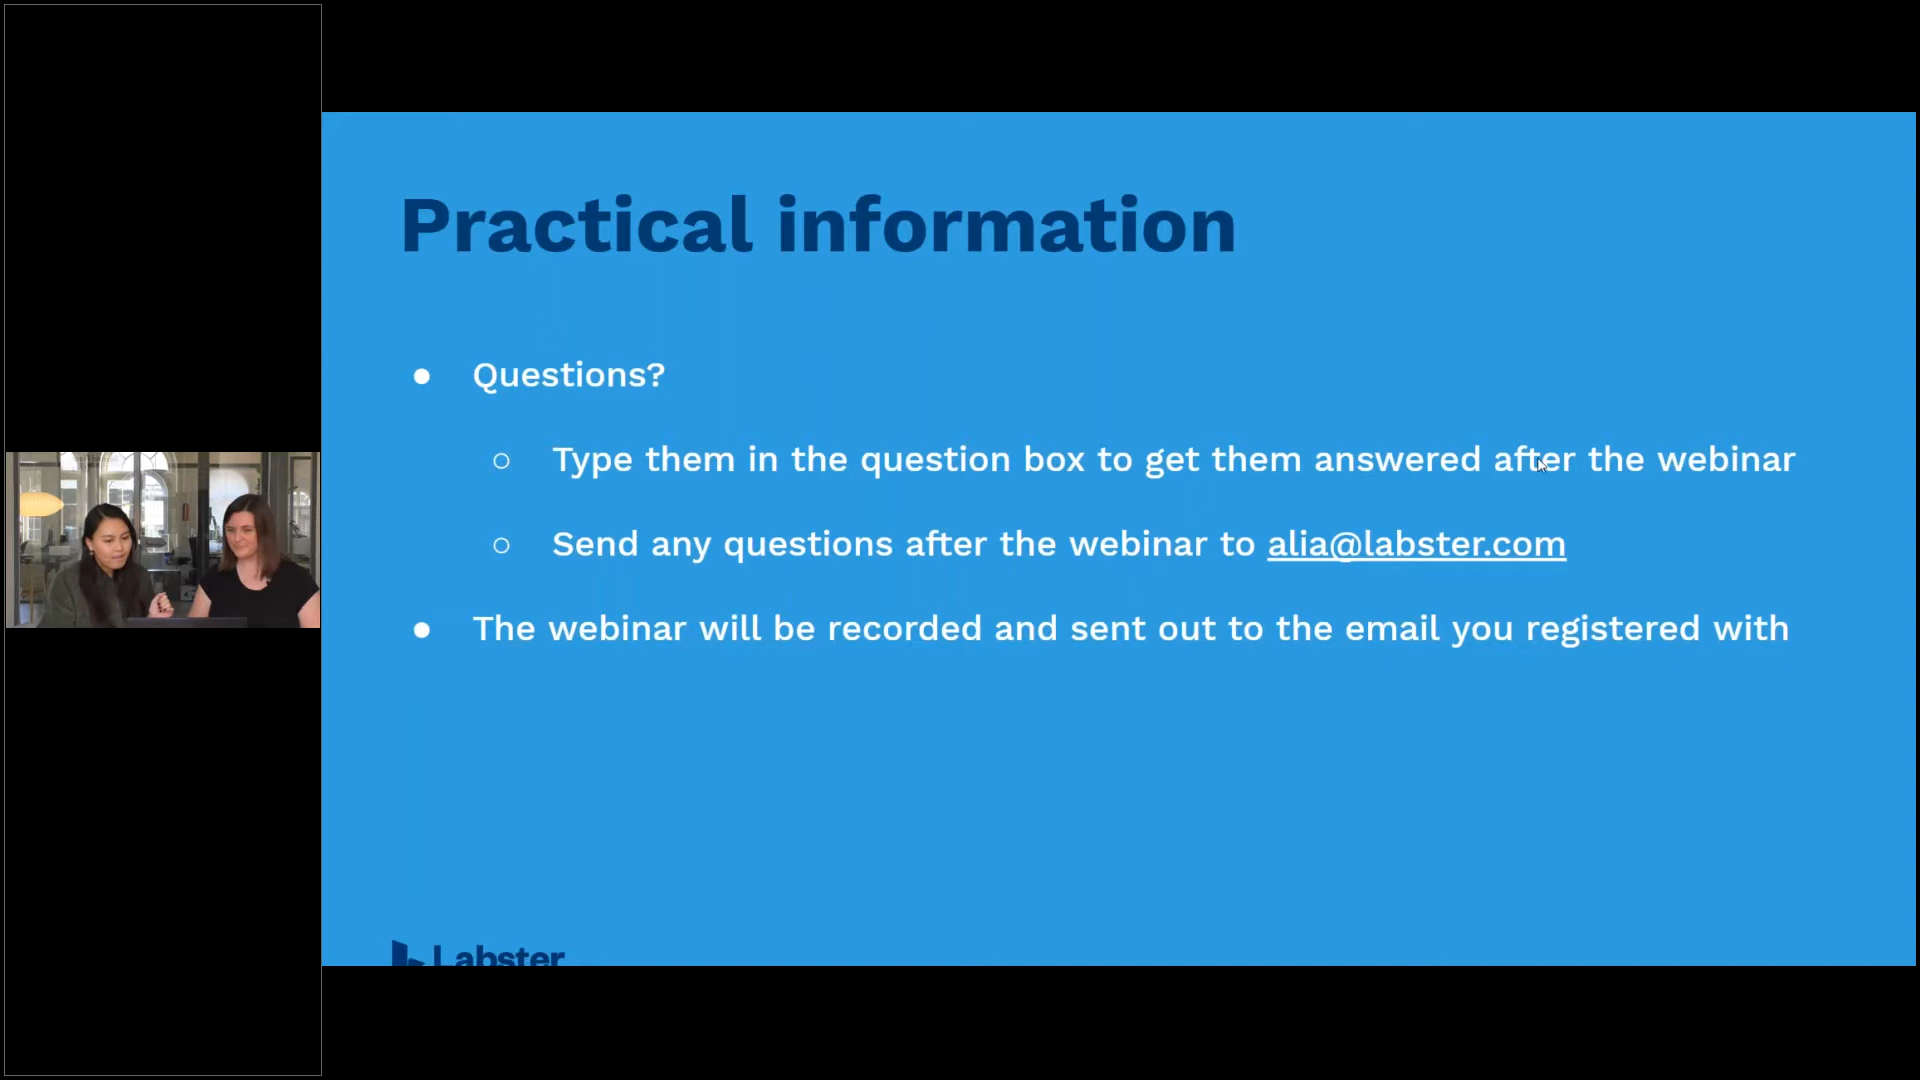 Practical information
Questions?
Type them in the question box to get them answered after the webinar
Send any questions after the webinar to alia@labster.com
The webinar will be recorded and sent out to the email you registered with
Labster